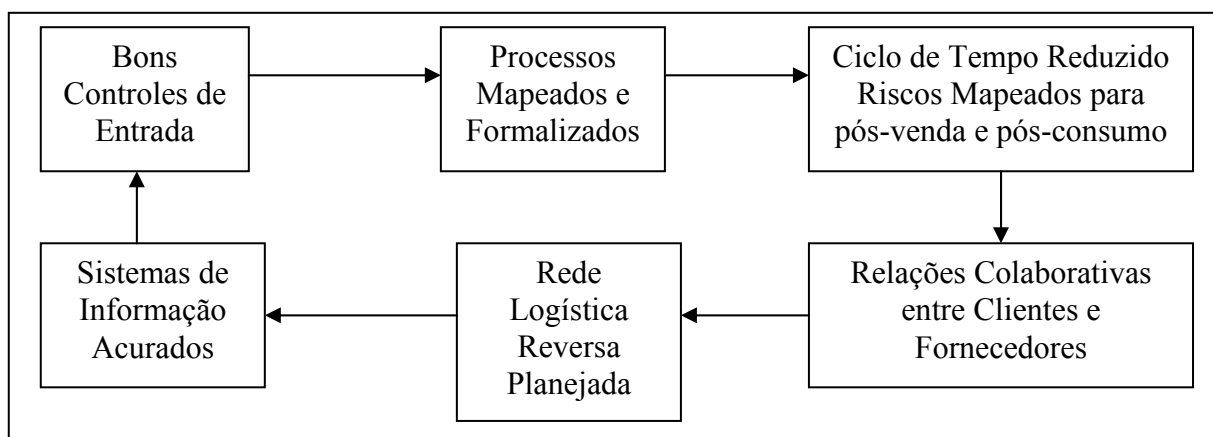 Bons
Controles de
Entrada
Processos
Mapeados e
Formalizados
Ciclo de Tempo Reduzido
Riscos Mapeados para
pós-venda e pós-consumo
Sistemas de
Informação
Acurados
Rede
Logística
Reversa
Planejada
Relações Colaborativas
entre Clientes e
Fornecedores